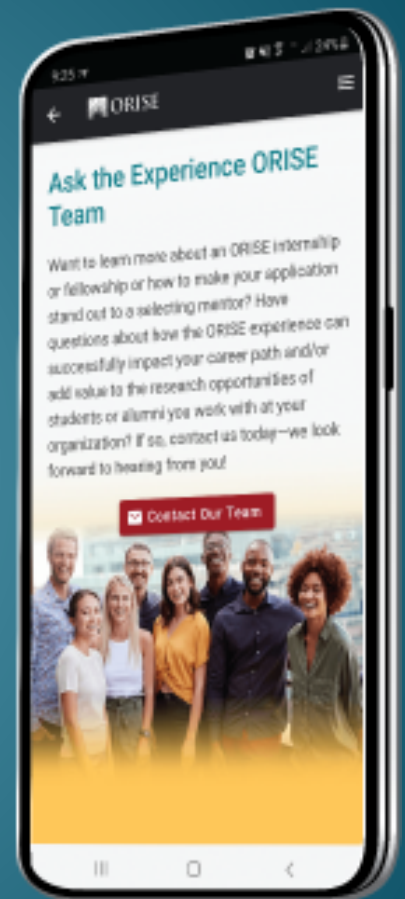 9:25
24%
ORISE
Ask the Experience ORISE
Team
Want to learn more about an ORISE internship
or fellowship or how to make your application
stand out to a selecting mentor? Have
questions about how the ORISE experience can
successfully impact your career path and/or
add value to the research opportunities of
students or alumni you work with at your
organization? If so, contact us today—we look
forward to hearing from you!
Contact Our Team